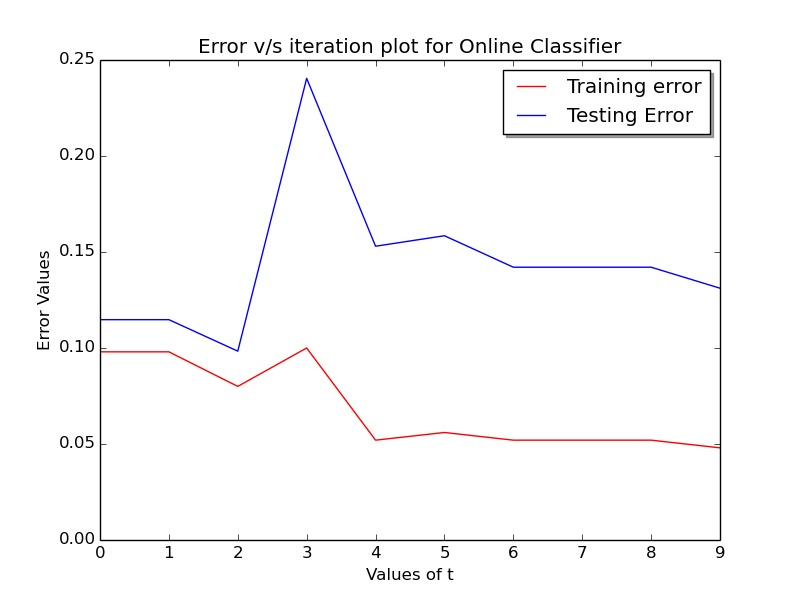 Error v/s iteration plot for Online Classifier
Training error
Testing Error
0.25
0.20
0.15
0.10
0.05
0.00
Error Values
0 1 2 3 4 5 6 7 8 9
Values of t